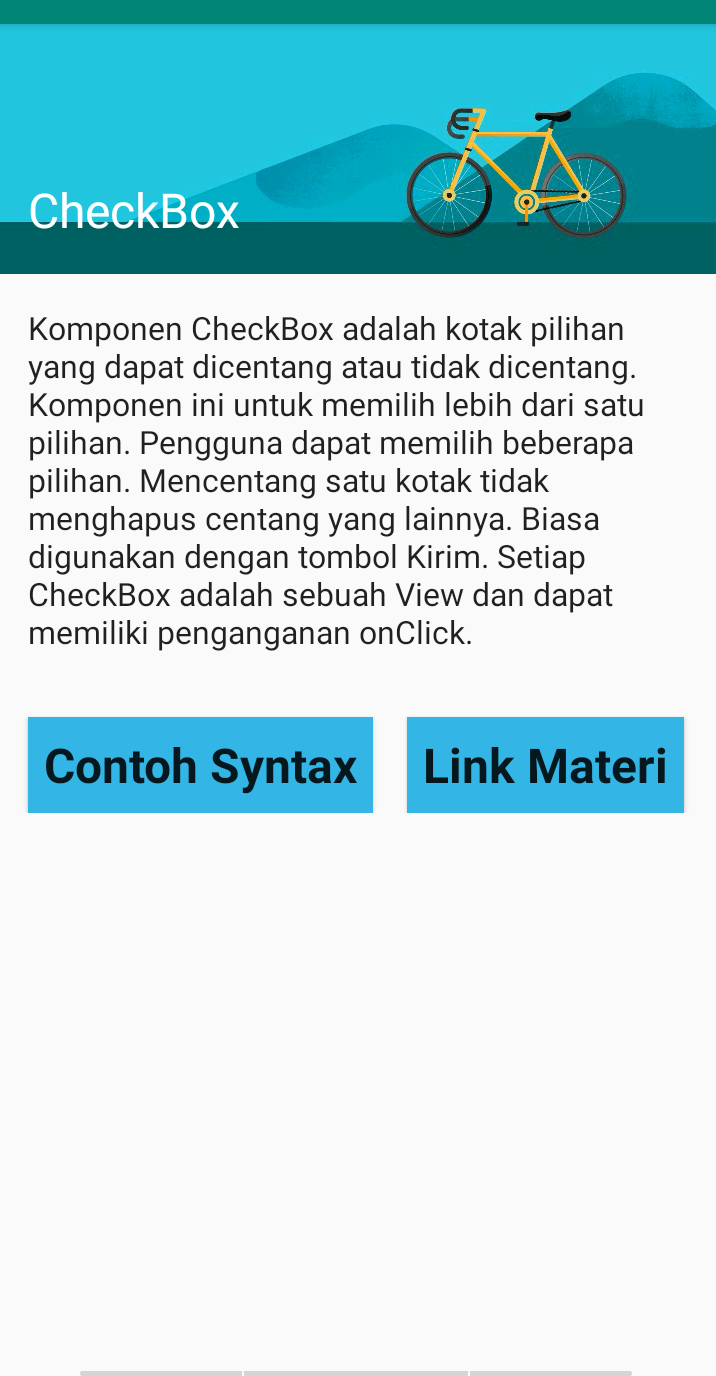 CheckBox
Komponen CheckBox adalah kotak pilihan
yang dapat dicentang atau tidak dicentang.
Komponen ini untuk memilih lebih dari satu
pilihan. Pengguna dapat memilih beberapa
pilihan. Mencentang satu kotak tidak
menghapus centang yang lainnya. Biasa
digunakan dengan tombol Kirim. Setiap
CheckBox adalah sebuah View dan dapat
memiliki penganganan onClick.
Contoh Syntax
Link Materi